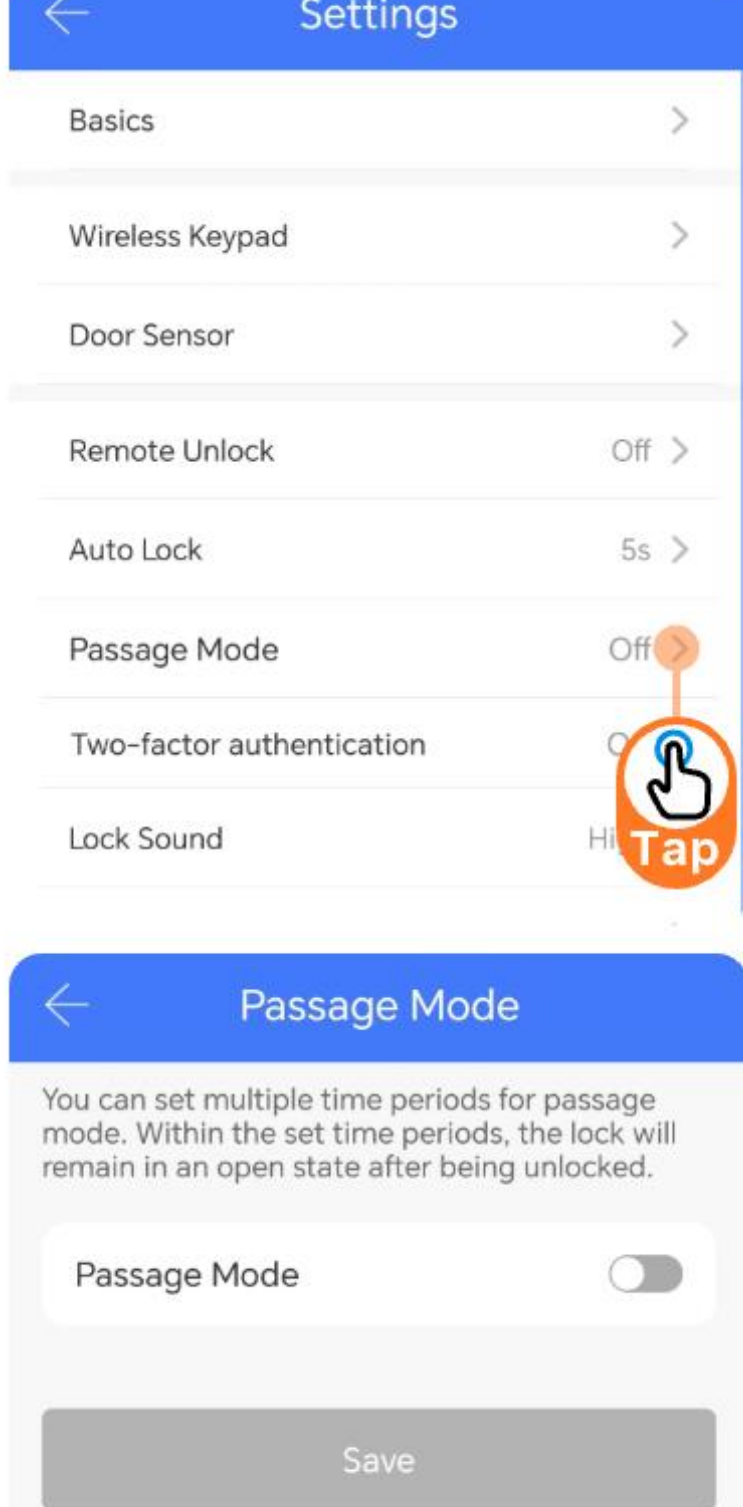 Settings
Basics
Wireless Keypad
Door Sensor
Remote Unlock Off
Auto Lock 5s
Passage Mode Off
Two-factor authentication
Lock Sound
Tap
Passage Mode
You can set multiple time periods for passage
mode. Within the set time periods, the lock will
remain in an open state after being unlocked.
Passage Mode
Save